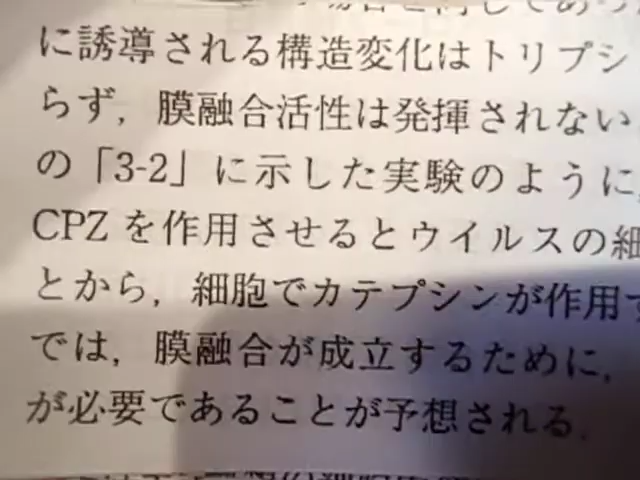 に誘導される構造変化はトリプシ
らず，膜融合活性は発揮されない
の「3-2」に示した実験のように
CPZ を作用させるとウイルスの細
とから，細胞でカテプシンが作用す
では，膜融合が成立するために，
が必要であることが予想される．